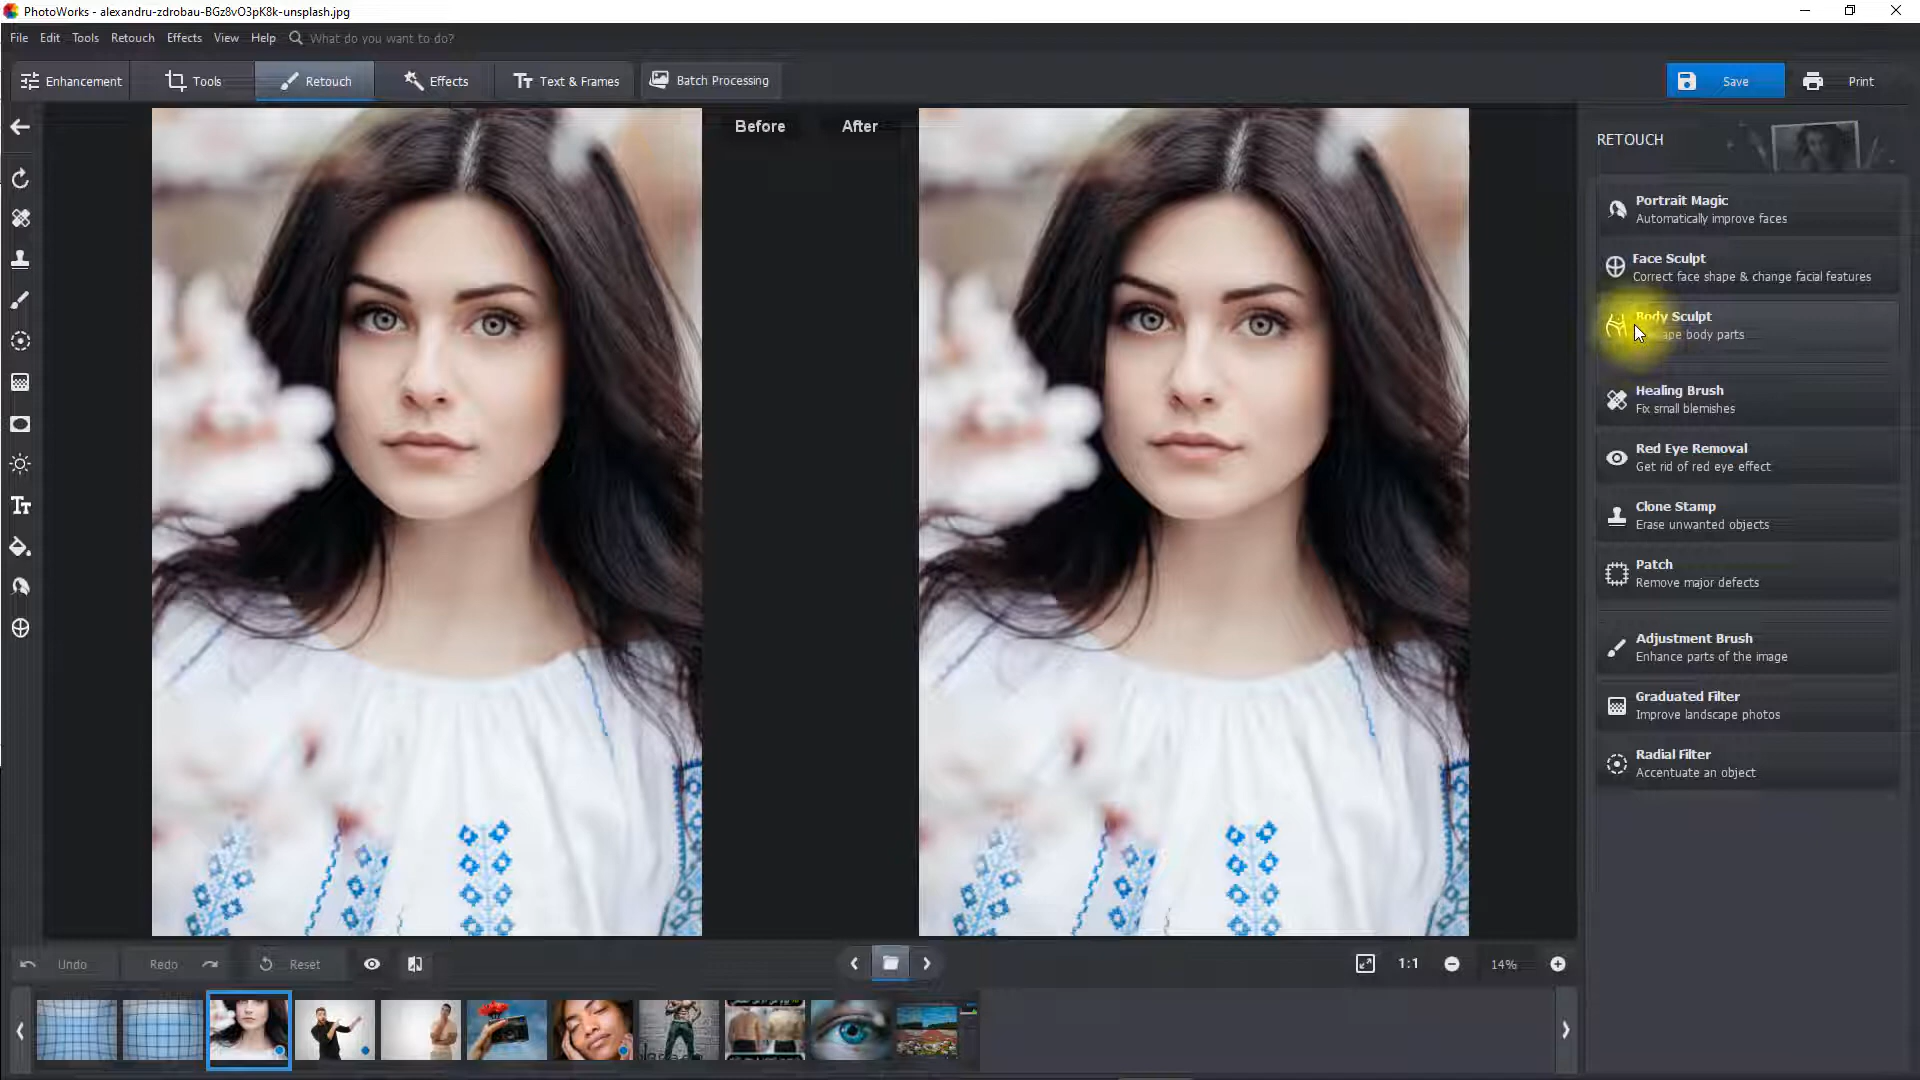 PhotoWorks - alexandru-zdrobau-BGz8vO3pK8k-unsplash.jpg
File Edit Tools Retouch Effects View Help What do you want to do?
Enhancement Tools Retouch Effects Text & Frames Batch Processing Save Print
Before After
RETOUCH
Portrait Magic
Automatically improve faces
Face Sculpt
Correct face shape & change facial features
Body Sculpt
body parts
Healing Brush
Fix small blemishes
Red Eye Removal
Get rid of red eye effect
Clone Stamp
Erase unwanted objects
Patch
Remove major defects
Adjustment Brush
Enhance parts of the image
Graduated Filter
Improve landscape photos
Radial Filter
Accentuate an object
Undo Redo Reset 1:1 14%